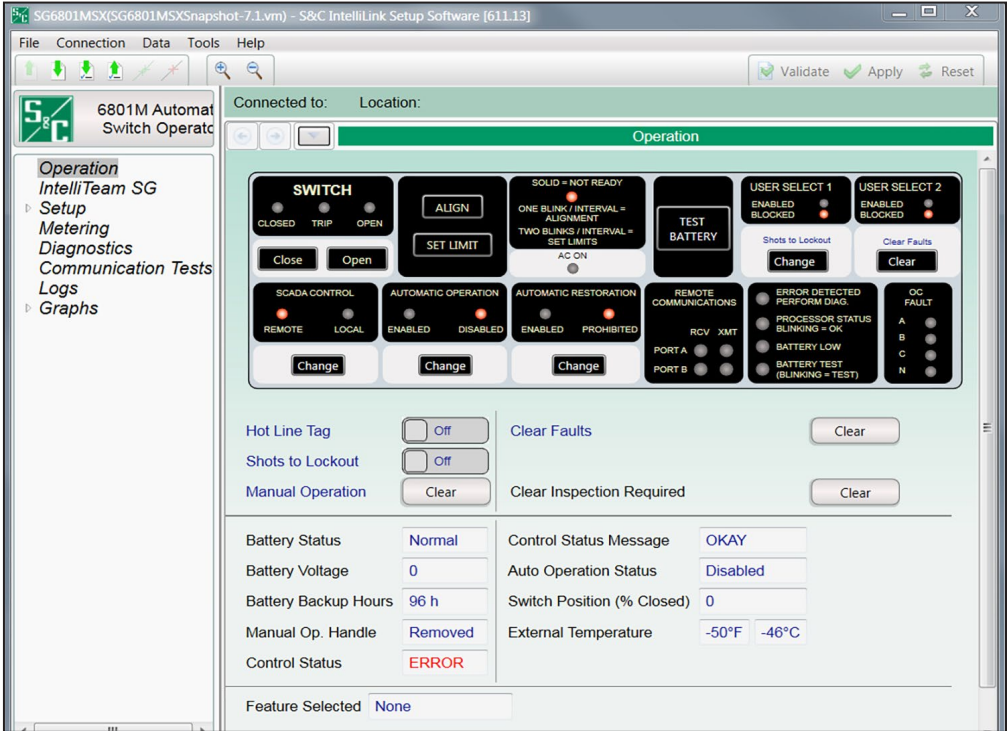 SG6801MSX(SG6801MSXSnapshot-7.1.vm) - S&C IntelliLink Setup Software [611.13]
File Connection Data Tools Help
Validate Apply Reset
S&C
6801M Automat
Switch Operato
Connected to: Location:
Operation
Operation
IntelliTeam SG
Setup
Metering
Diagnostics
Communication Tests
Logs
Graphs
SWITCH
CLOSED TRIP OPEN
Close Open
ALIGN
SET LIMIT
SOLID = NOT READY
ONE BLINK / INTERVAL =
ALIGNMENT
TWO BLINKS / INTERVAL =
SET LIMITS
AC ON
TEST
BATTERY
USER SELECT 1
ENABLED
BLOCKED
Shots to Lockout
Change
USER SELECT 2
ENABLED
BLOCKED
Clear Faults
Clear
SCADA CONTROL
REMOTE LOCAL
Change
AUTOMATIC OPERATION
ENABLED DISABLED
Change
AUTOMATIC RESTORATION
ENABLED PROHIBITED
Change
REMOTE
COMMUNICATIONS
RCV XMT
PORT A
PORT B
ERROR DETECTED
PERFORM DIAG.
PROCESSOR STATUS
BLINKING = OK
BATTERY LOW
BATTERY TEST
(BLINKING = TEST)
OC
FAULT
A
B
C
N
Hot Line Tag Off Clear Faults Clear
Shots to Lockout Off
Manual Operation Clear Clear Inspection Required Clear
Battery Status Normal Control Status Message OKAY
Battery Voltage 0 Auto Operation Status Disabled
Battery Backup Hours 96 h Switch Position (% Closed) 0
Manual Op. Handle Removed External Temperature -50°F -46°C
Control Status ERROR
Feature Selected None